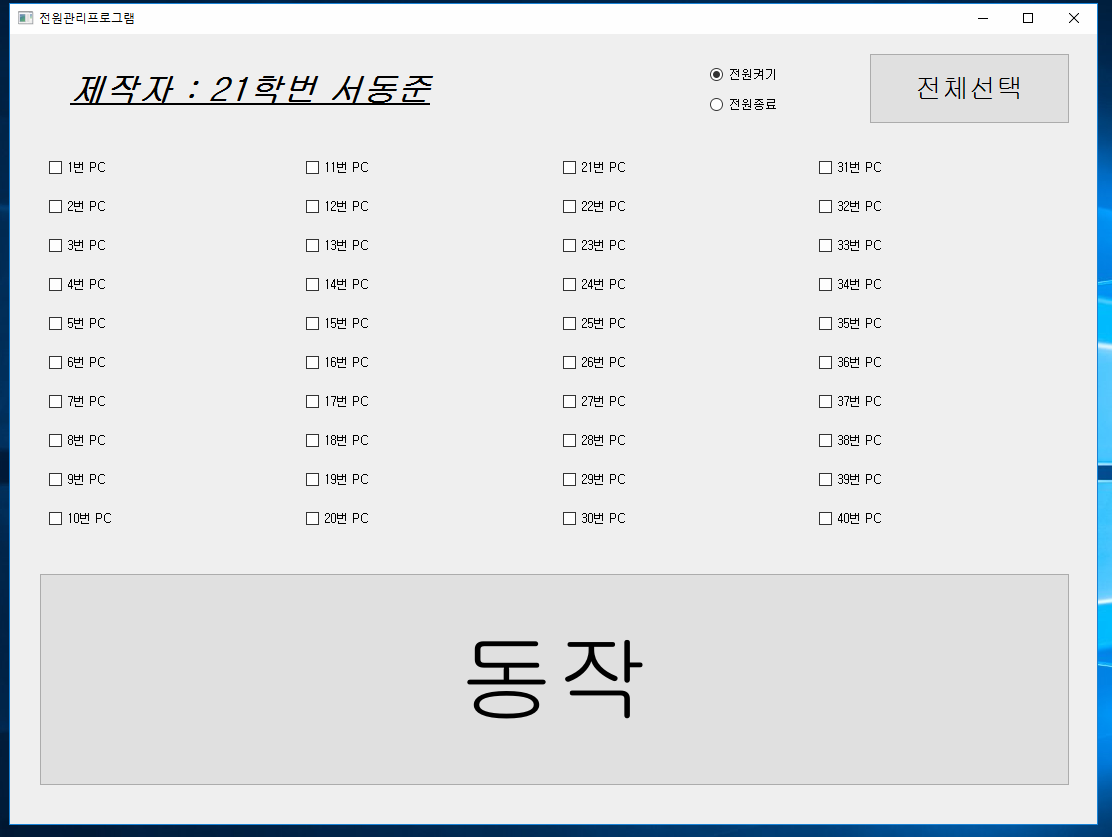 전원관리프로그램
제작자 : 21학번 서동준
전원켜기
전원종료
전체선택
1번 PC 11번 PC 21번 PC 31번 PC
2번 PC 12번 PC 22번 PC 32번 PC
3번 PC 13번 PC 23번 PC 33번 PC
4번 PC 14번 PC 24번 PC 34번 PC
5번 PC 15번 PC 25번 PC 35번 PC
6번 PC 16번 PC 26번 PC 36번 PC
7번 PC 17번 PC 27번 PC 37번 PC
8번 PC 18번 PC 28번 PC 38번 PC
9번 PC 19번 PC 29번 PC 39번 PC
10번 PC 20번 PC 30번 PC 40번 PC
동작